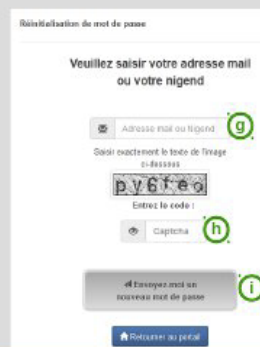 Réinitialisation de mot de passe
Veuillez saisir votre adresse mail
ou votre nigend
Adresse mail ou Nigend
g
Saisir exactement le texte de l'image
ci-dessous
py6feo
Entrez le code :
Captcha
h
Envoyez moi un
nouveau mot de passe
i
Retourner au portail